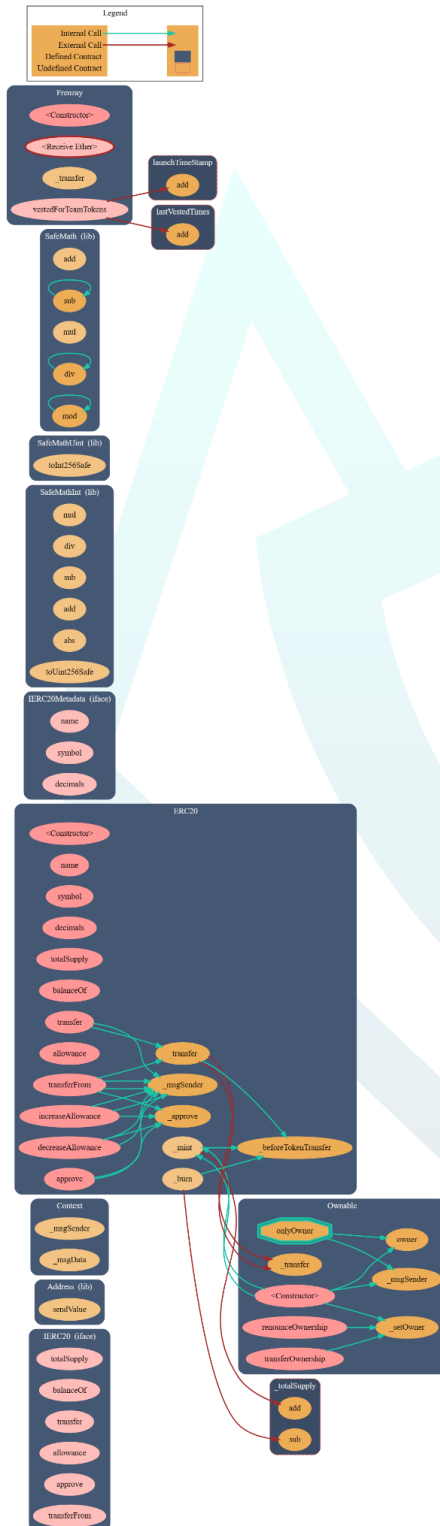 Legend
Internal Call
External Call
Defined Contract
Undefined Contract
Frenzay
<Constructor>
<Receive Ether>
_transfer
vestedForTeamTokens
launchTimeStamp
add
lastVestedTimes
add
SafeMath (lib)
add
sub
mul
div
mod
SafeMathUint (lib)
toInt256Safe
SafeMathInt (lib)
mul
div
sub
add
abs
toUint256Safe
IERC20Metadata (iface)
name
symbol
decimals
ERC20
<Constructor>
name
symbol
decimals
totalSupply
balanceOf
transfer
allowance
transferFrom
increaseAllowance
decreaseAllowance
approve
_transfer
_msgSender
_approve
_mint
_burn
_beforeTokenTransfer
Context
_msgSender
_msgData
Ownable
onlyOwner
_transfer
<Constructor>
renounceOwnership
transferOwnership
owner
_msgSender
_setOwner
Address (lib)
sendValue
_totalSupply
add
sub
IERC20 (iface)
totalSupply
balanceOf
transfer
allowance
approve
transferFrom